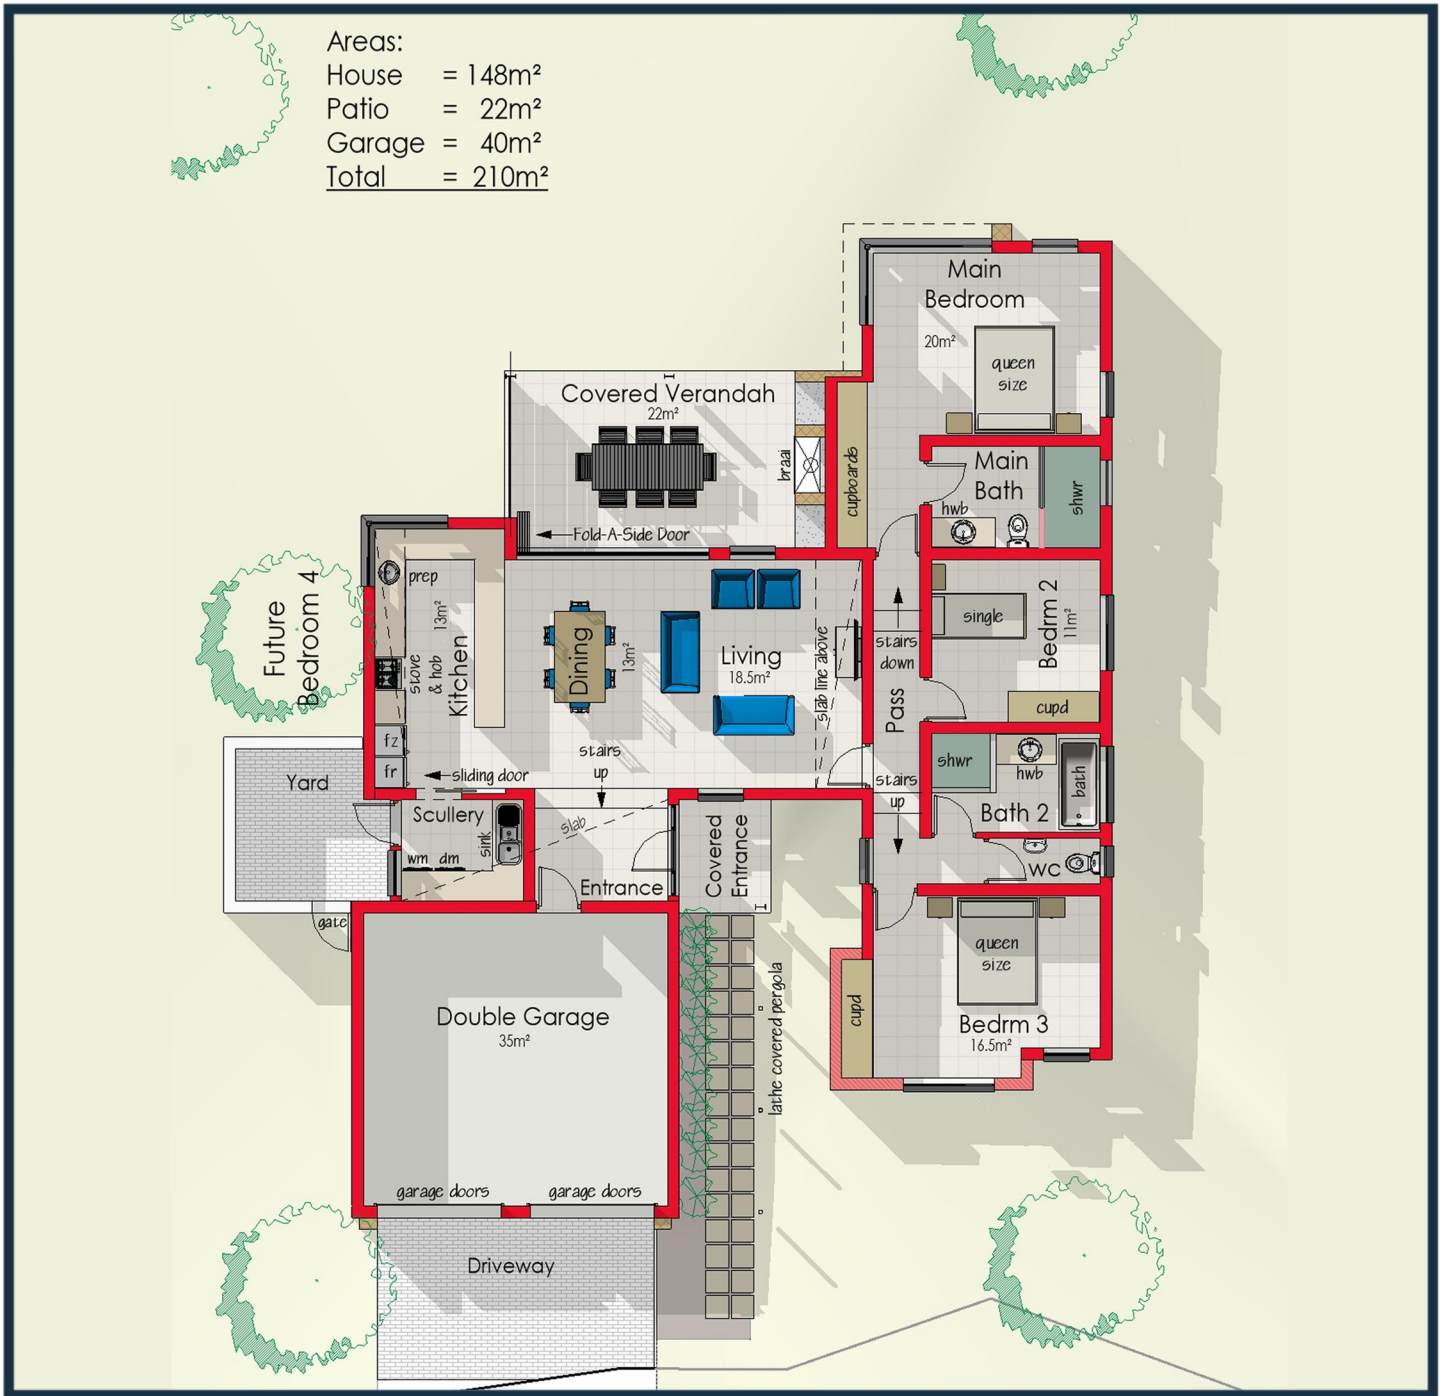 Areas:
House = 148m²
Patio = 22m²
Garage = 40m²
Total = 210m²
Main
Bedroom
20m²
queen
size
Covered Verandah
22m²
braai
cupboards
Main
Bath
hwb
shwr
Fold-A-Side Door
Future
Bedroom 4
prep
13m²
stove
& hob
Kitchen
fz
fr
sliding door
Dining
13m²
Living
18.5m²
slab line above
stairs
down
Pass
stairs
up
single
Bedrm 2
11m²
cupd
stairs
up
Yard
Scullery
sink
wm dm
slab
Entrance
Covered
Entrance
shwr
hwb
bath
Bath 2
WC
gate
queen
size
cupd
Bedrm 3
16.5m²
Double Garage
35m²
lathe covered pergola
garage doors
garage doors
Driveway